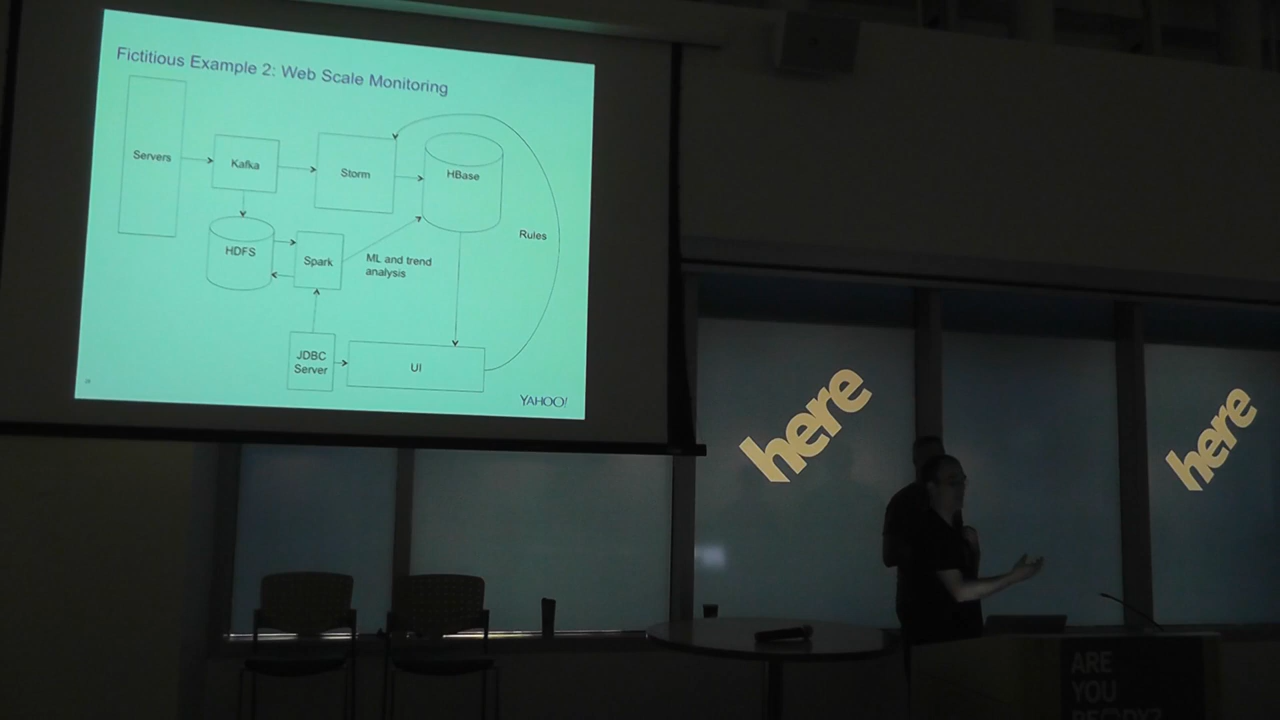 Fictitious Example 2: Web Scale Monitoring
Servers
Kafka
Storm
HBase
Rules
HDFS
Spark
ML and trend
analysis
JDBC
Server
UI
YAHOO!
here
here
ARE
YOU